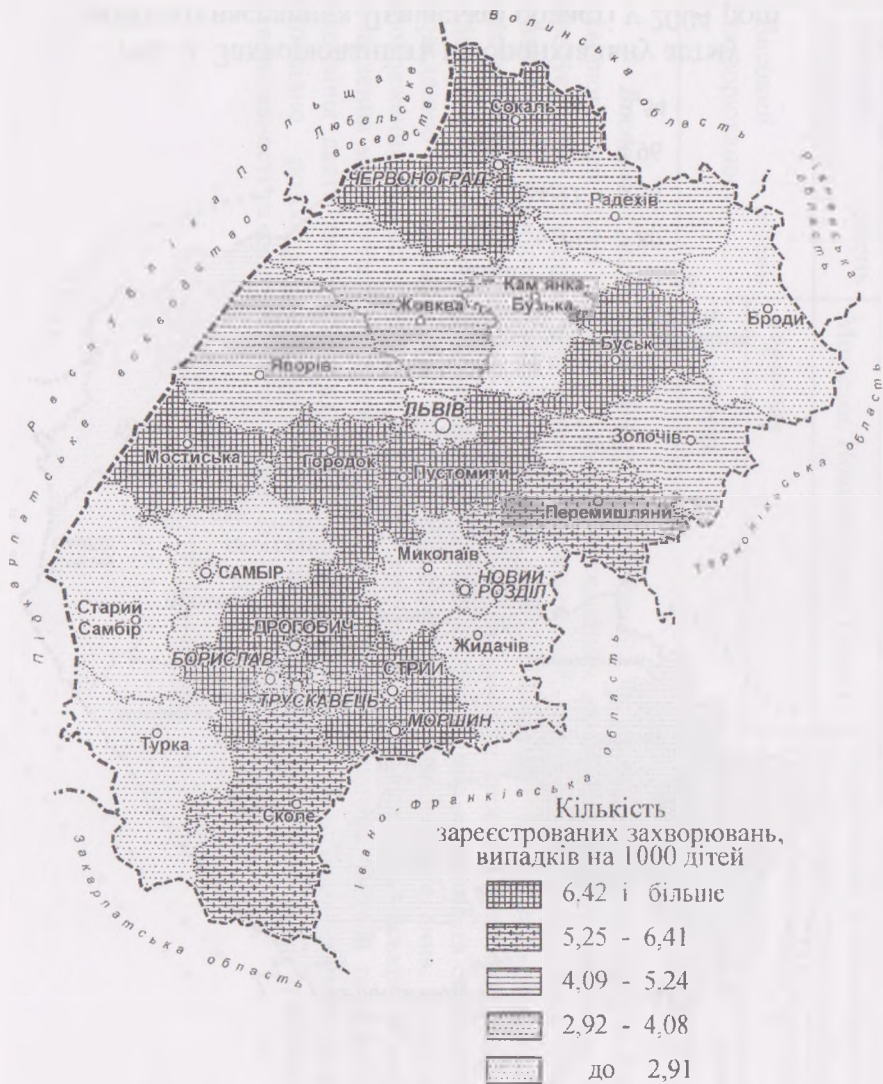 Волинська область
Республіка Польща
Люблське воєводство
Підкарпатське воєводство
Рівненська область
Сокаль
ЧЕРВОНОГРАД
Радехів
Кам'янка-
Бузька
Жовква
Броди
Буськ
Яворів
ЛЬВІВ
Золочів
Мостиська
Городок
Пустомити
Перемишляни
Тернопільська область
Миколаїв
САМБІР
НОВИЙ
РОЗДІЛ
Старий
Самбір
ДРОГОБИЧ
Жидачів
БОРИСЛАВ
СТРИЙ
ТРУСКАВЕЦЬ
МОРШИН
Турка
Сколе
Івано-Франківська область
Закарпатська область
Кількість
зареєстрованих захворювань,
випадків на 1000 дітей
6,42 і більше
5,25 - 6,41
4,09 - 5,24
2,92 - 4,08
до 2,91